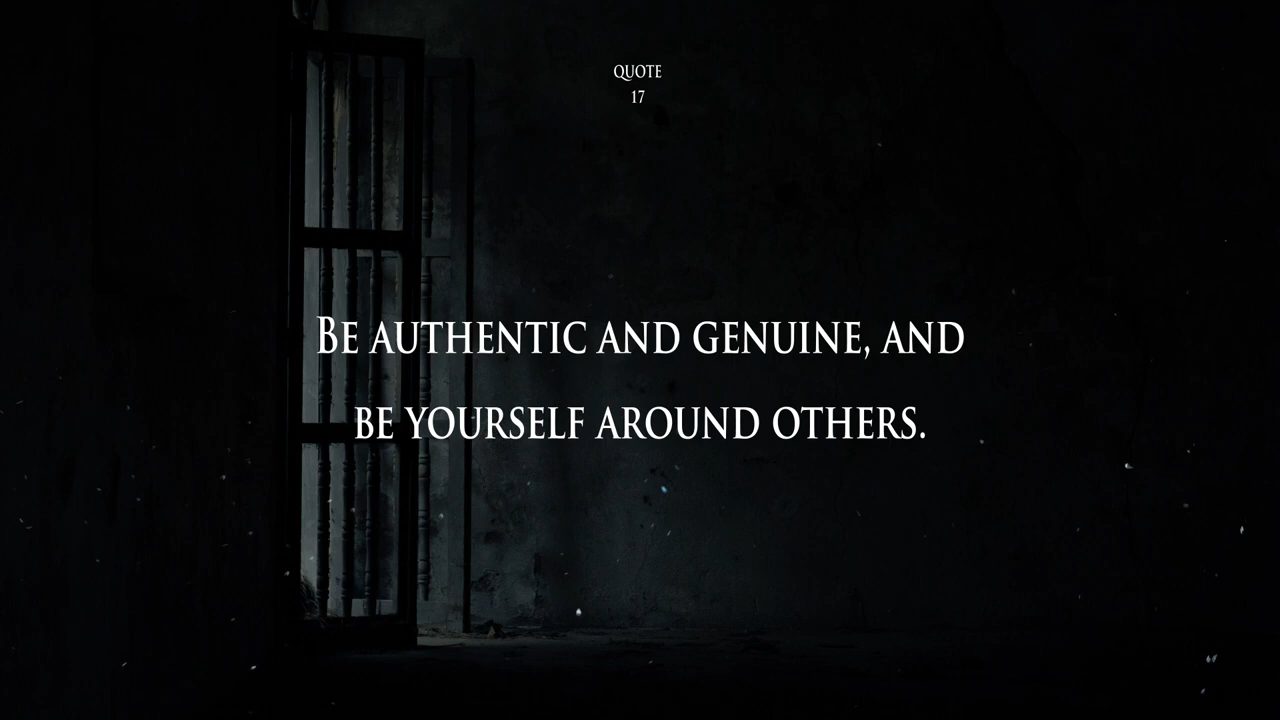 QUOTE
17
BE AUTHENTIC AND GENUINE, AND
BE YOURSELF AROUND OTHERS.